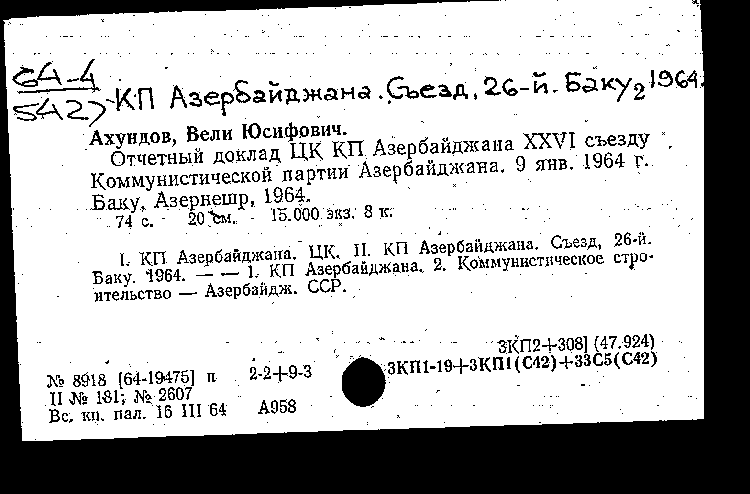 64-4
5427
КП Азербайджана. Съезд, 26-й. Баку, 1964.
Ахундов, Вели Юсифович.
Отчетный доклад ЦК КП Азербайджана XXVI съезду
Коммунистической партии Азербайджана. 9 янв. 1964 г.
Баку, Азернешр, 1964.
74 с. 20 см. 15.000 экз. 8 к.
I. КП Азербайджана. ЦК. II. КП Азербайджана. Съезд, 26-й.
Баку. 1964. — — 1. КП Азербайджана. 2. Коммунистическое стро-
ительство — Азербайдж. ССР.
3КП2+308] (47.924)
№ 8918 [64-19475] п 2-2+9-3 3КП1-19+3КП1(С42)+33С5(С42)
II № 181; № 2607
Вс. кн. пал. 16 III 64 А958